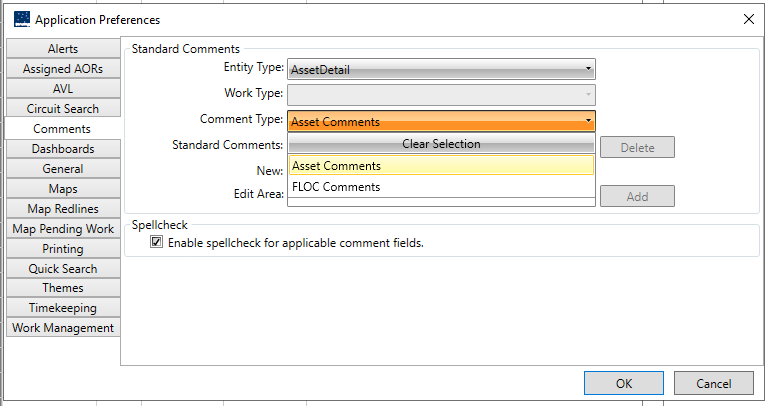 Application Preferences
Alerts
Assigned AORs
AVL
Circuit Search
Comments
Dashboards
General
Maps
Map Redlines
Map Pending Work
Printing
Quick Search
Themes
Timekeeping
Work Management
Standard Comments
Entity Type: AssetDetail
Work Type:
Comment Type: Asset Comments
Standard Comments: Clear Selection Delete
Asset Comments
New:
FLOC Comments
Edit Area: Add
Spellcheck
Enable spellcheck for applicable comment fields.
OK Cancel